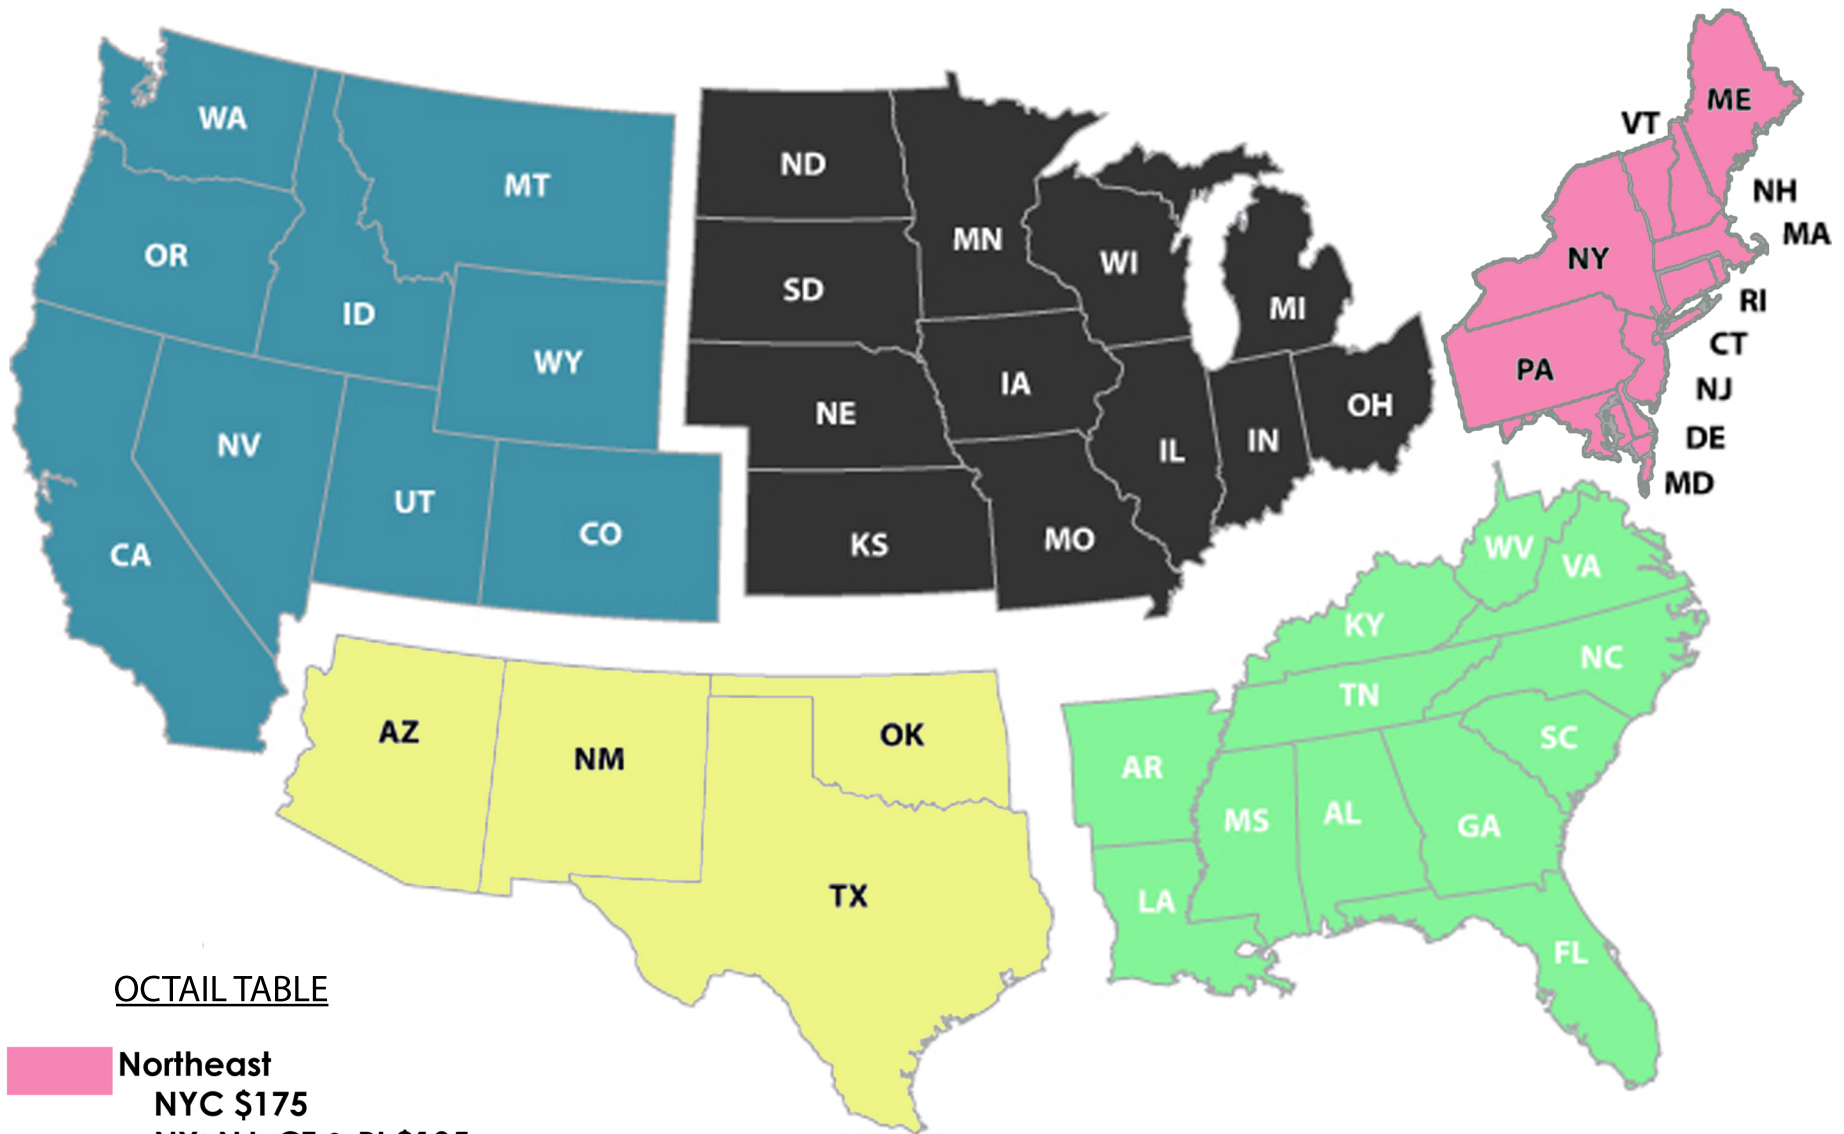 ME
VT
WA
NH
ND
MT
MA
MN
OR
NY
WI
SD
RI
MI
ID
CT
WY
PA
IA
NJ
OH
NE
DE
IN
NV
IL
MD
UT
CO
KS
MO
WV
CA
VA
KY
NC
TN
AZ
OK
SC
NM
AR
AL
MS
GA
TX
LA
FL
OCTAIL TABLE
Northeast
NYC $175